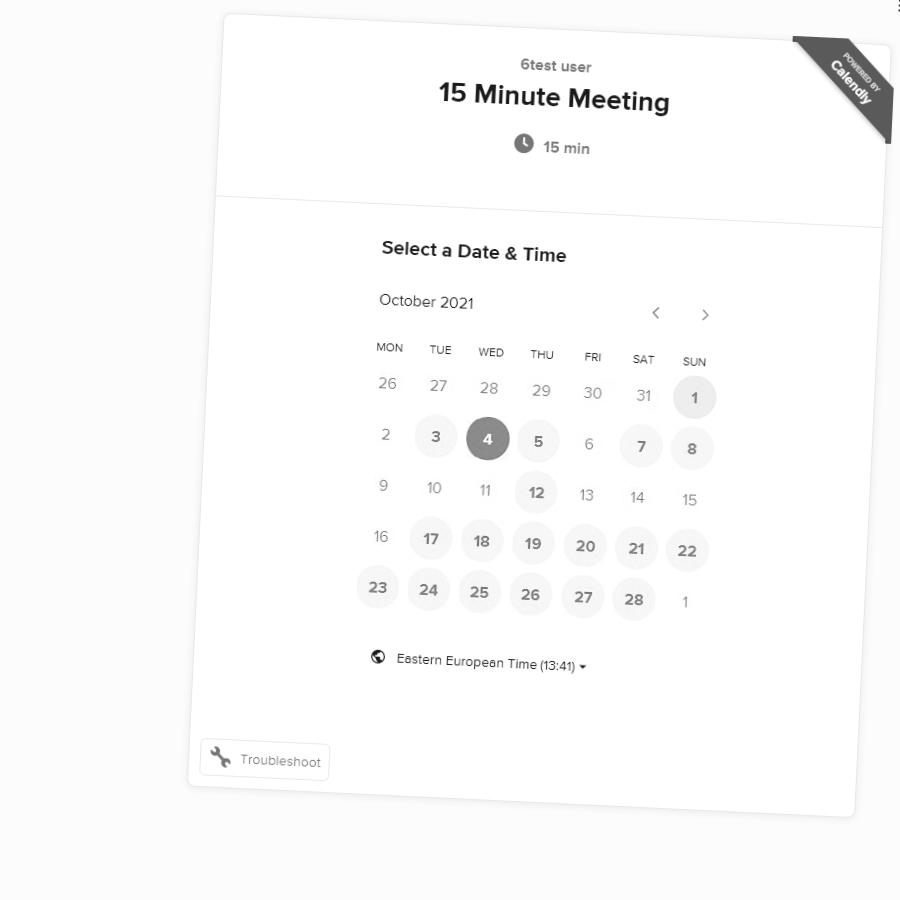 6test user
POWERED BY
Calendly
15 Minute Meeting
15 min
Select a Date & Time
October 2021
MON TUE WED THU FRI SAT SUN
26 27 28 29 30 31 1
2 3 4 5 6 7 8
9 10 11 12 13 14 15
16 17 18 19 20 21 22
23 24 25 26 27 28 1
Eastern European Time (13:41)
Troubleshoot